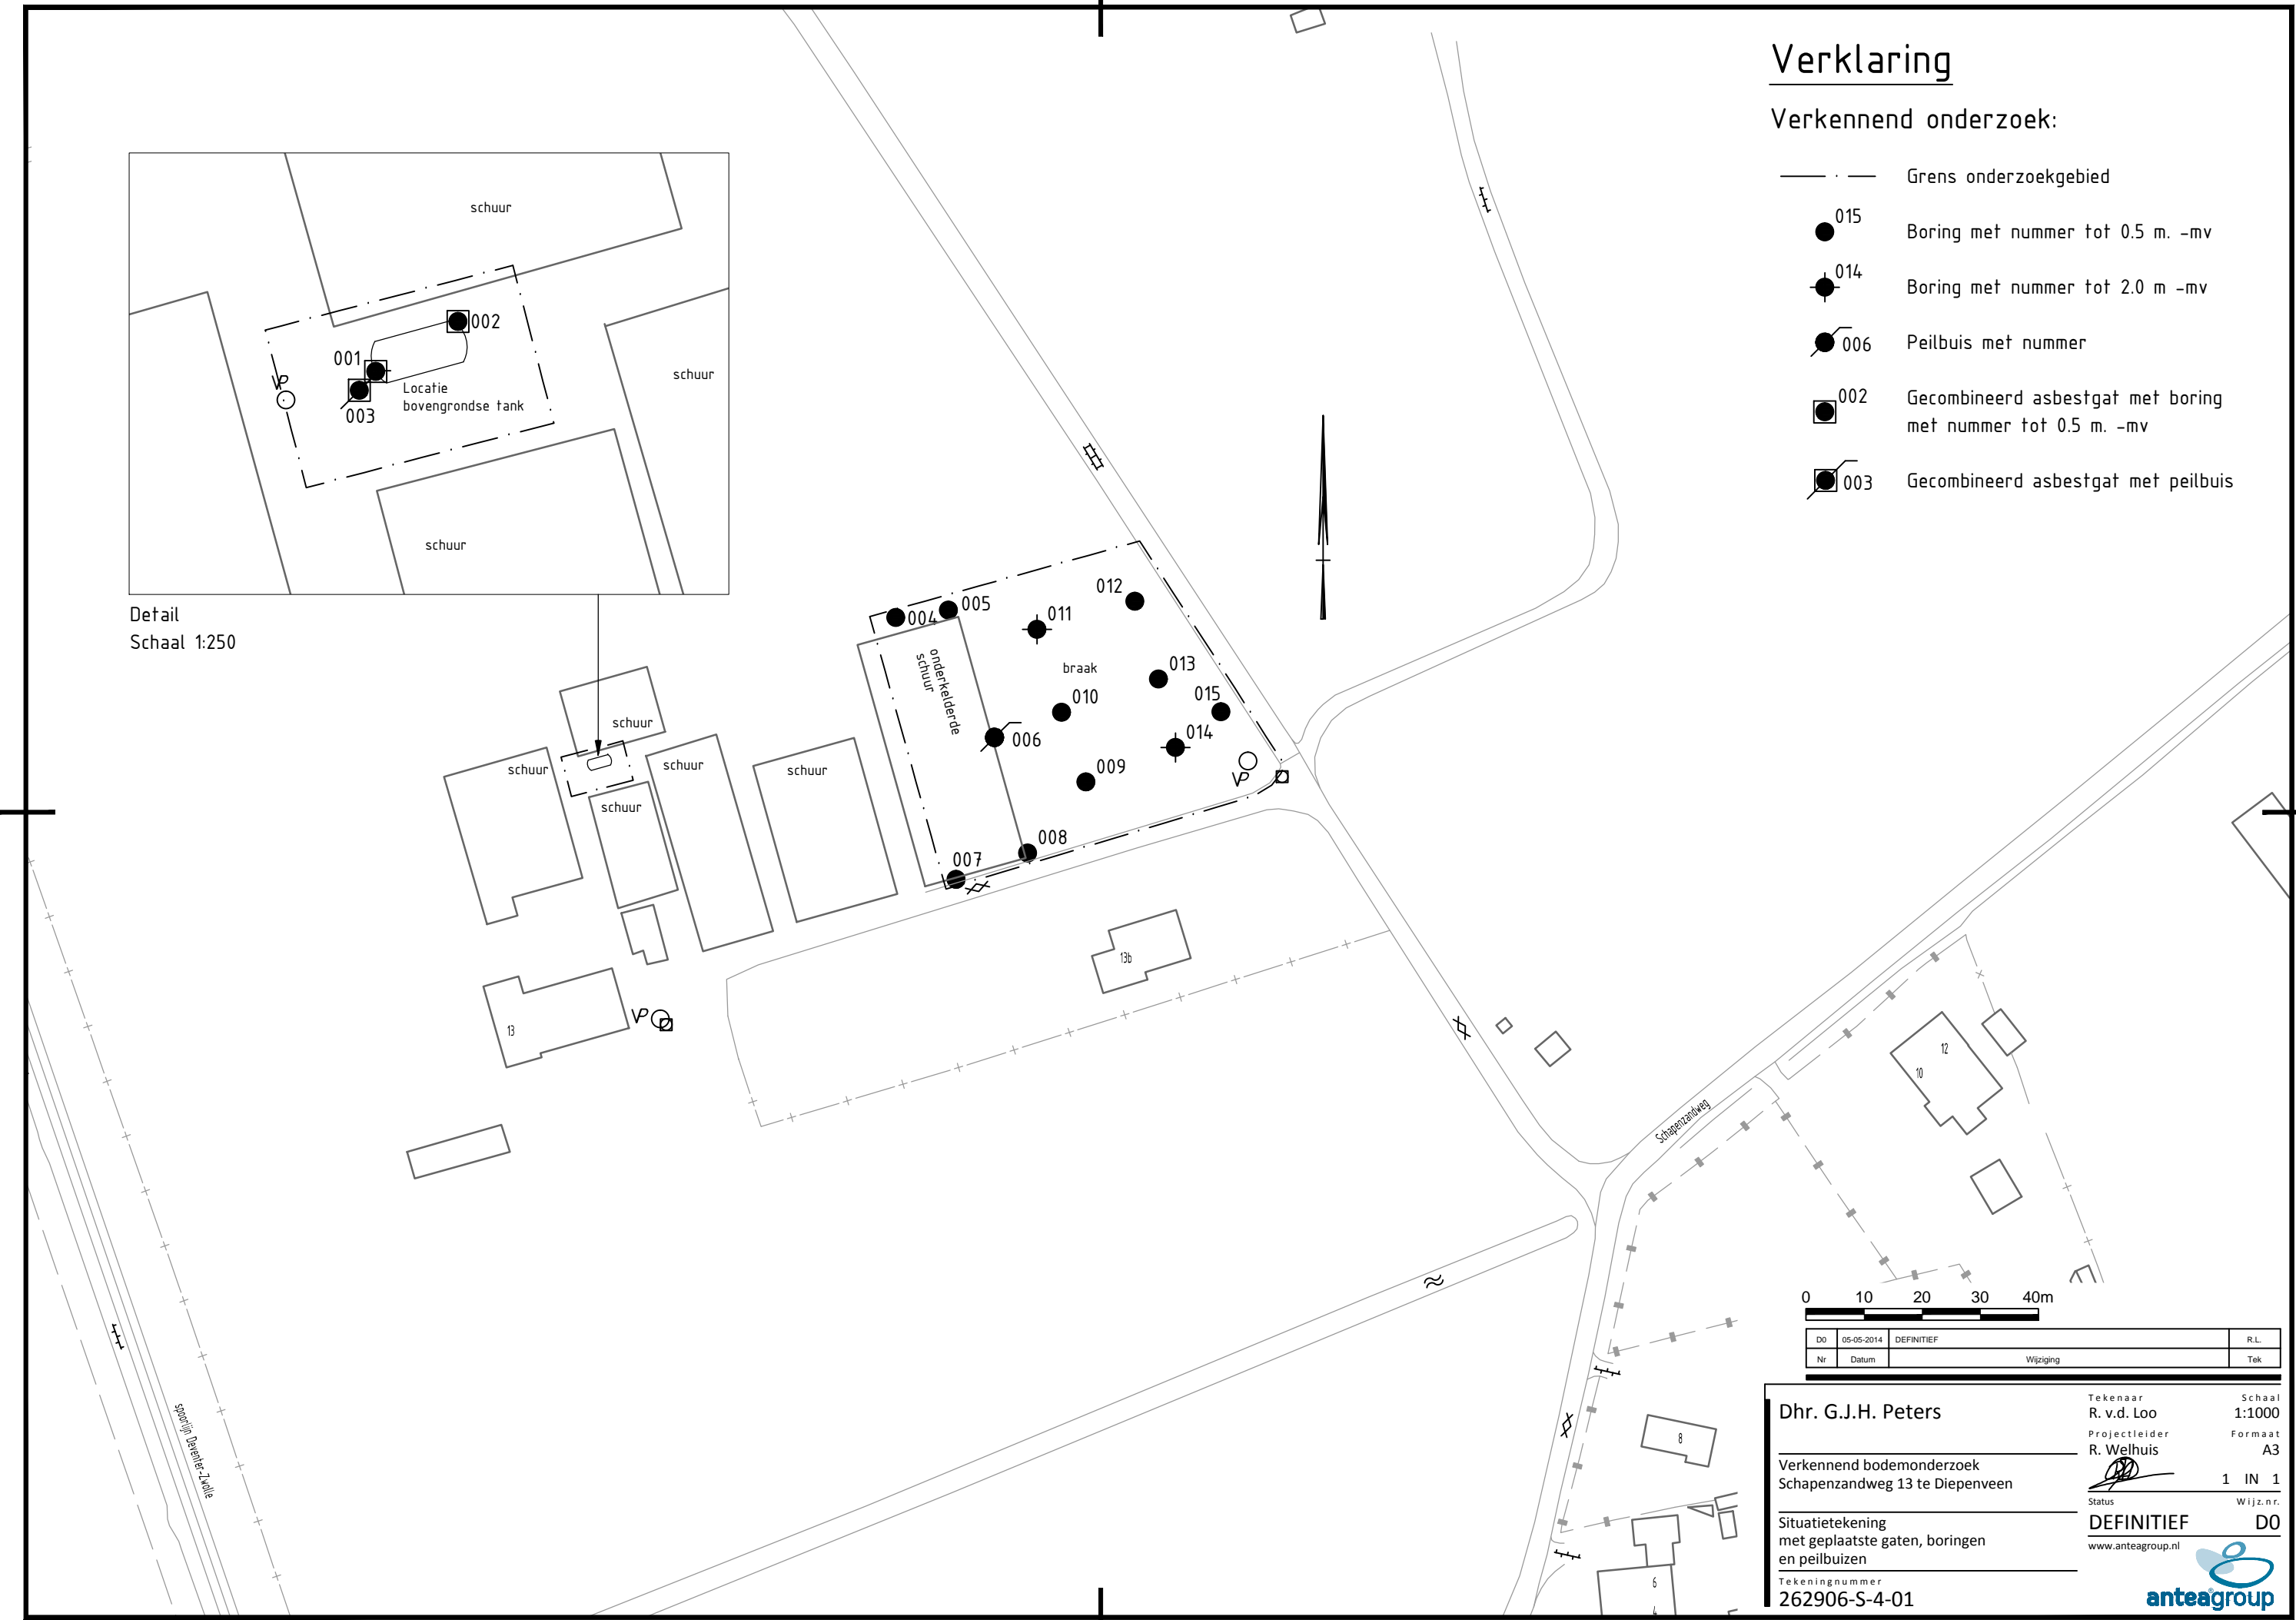 Verklaring
Verkennend onderzoek:
Grens onderzoekgebied
015
Boring met nummer tot 0.5 m. -mv
014
Boring met nummer tot 2.0 m -mv
006
Peilbuis met nummer
002
Gecombineerd asbestgat met boring
met nummer tot 0.5 m. -mv
003
Gecombineerd asbestgat met peilbuis
schuur
002
001
schuur
VP
Locatie
bovengrondse tank
003
schuur
Detail
Schaal 1:250
012
005
004
011
onderkelderde
schuur
braak
013
015
010
006
014
009
VP
008
007
schuur
schuur
schuur
schuur
schuur
13b
13
VP
12
10
Schapenzandweg
spoorlijn Deventer-Zwolle
8
6
0 10 20 30 40m
D0 05-05-2014 DEFINITIEF R.L.
Nr Datum Wijziging Tek
Dhr. G.J.H. Peters
Tekenaar Schaal
R. v.d. Loo 1:1000
Projectleider Formaat
R. Welhuis A3
1 IN 1
Verkennend bodemonderzoek
Schapenzandweg 13 te Diepenveen
Status Wijz.nr.
DEFINITIEF D0
Situatietekening
met geplaatste gaten, boringen
en peilbuizen
www.anteagroup.nl
Tekeningnummer
262906-S-4-01
anteagroup